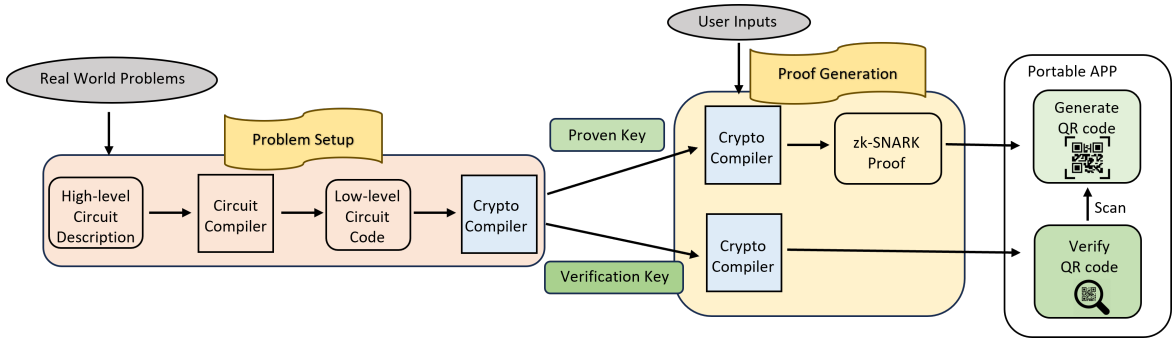 Real World Problems
Problem Setup
High-level
Circuit
Description
Circuit
Compiler
Low-level
Circuit
Code
Crypto
Compiler
Proven Key
Verification Key
User Inputs
Proof Generation
Crypto
Compiler
zk-SNARK
Proof
Crypto
Compiler
Portable APP
Generate
QR code
Scan
Verify
QR code